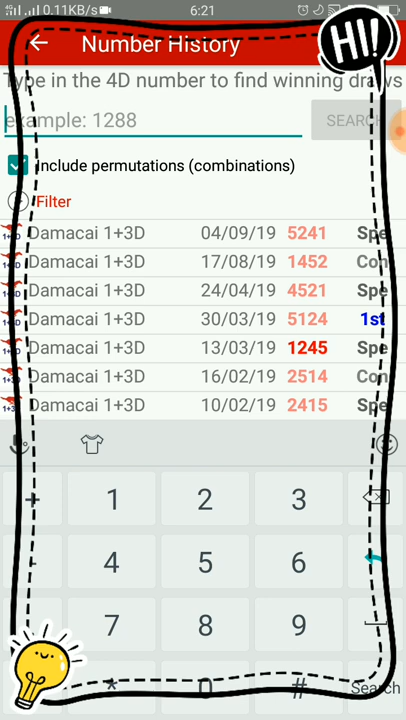 4G 0.11KB/s 6:21
HI!
Number History
Type in the 4D number to find winning draws
example: 1288 SEARCH
Include permutations (combinations)
Filter
Damacai 1+3D 04/09/19 5241 Spe
Damacai 1+3D 17/08/19 1452 Con
Damacai 1+3D 24/04/19 4521 Spe
Damacai 1+3D 30/03/19 5124 1st
Damacai 1+3D 13/03/19 1245 Spe
Damacai 1+3D 16/02/19 2514 Con
Damacai 1+3D 10/02/19 2415 Spe
+ 1 2 3
- 4 5 6
7 8 9
* 0 # Search